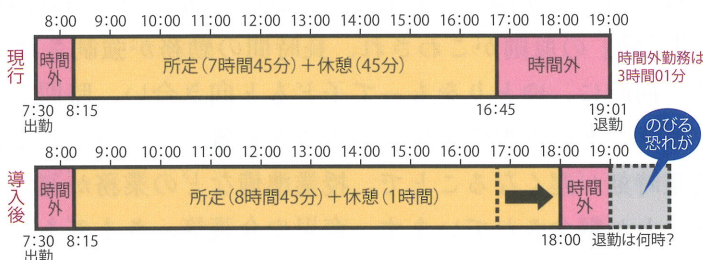 8:00 9:00 10:00 11:00 12:00 13:00 14:00 15:00 16:00 17:00 18:00 19:00
現行
時間外
所定(7時間45分)+休憩(45分)
時間外
時間外勤務は
3時間01分
7:30 8:15 16:45 19:01
出勤 退勤
のびる
恐れが
8:00 9:00 10:00 11:00 12:00 13:00 14:00 15:00 16:00 17:00 18:00 19:00
導入後
時間外
所定(8時間45分)+休憩(1時間)
時間外
7:30 8:15 18:00 退勤は何時?
出勤